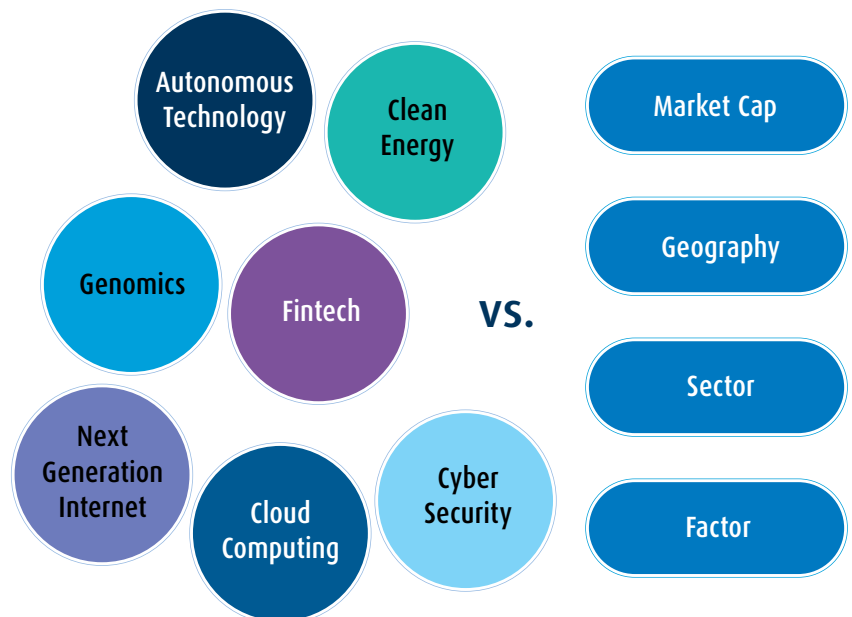 Autonomous
Technology
Clean
Energy
Genomics
Fintech
Next
Generation
Internet
Cloud
Computing
Cyber
Security
vs.
Market Cap
Geography
Sector
Factor